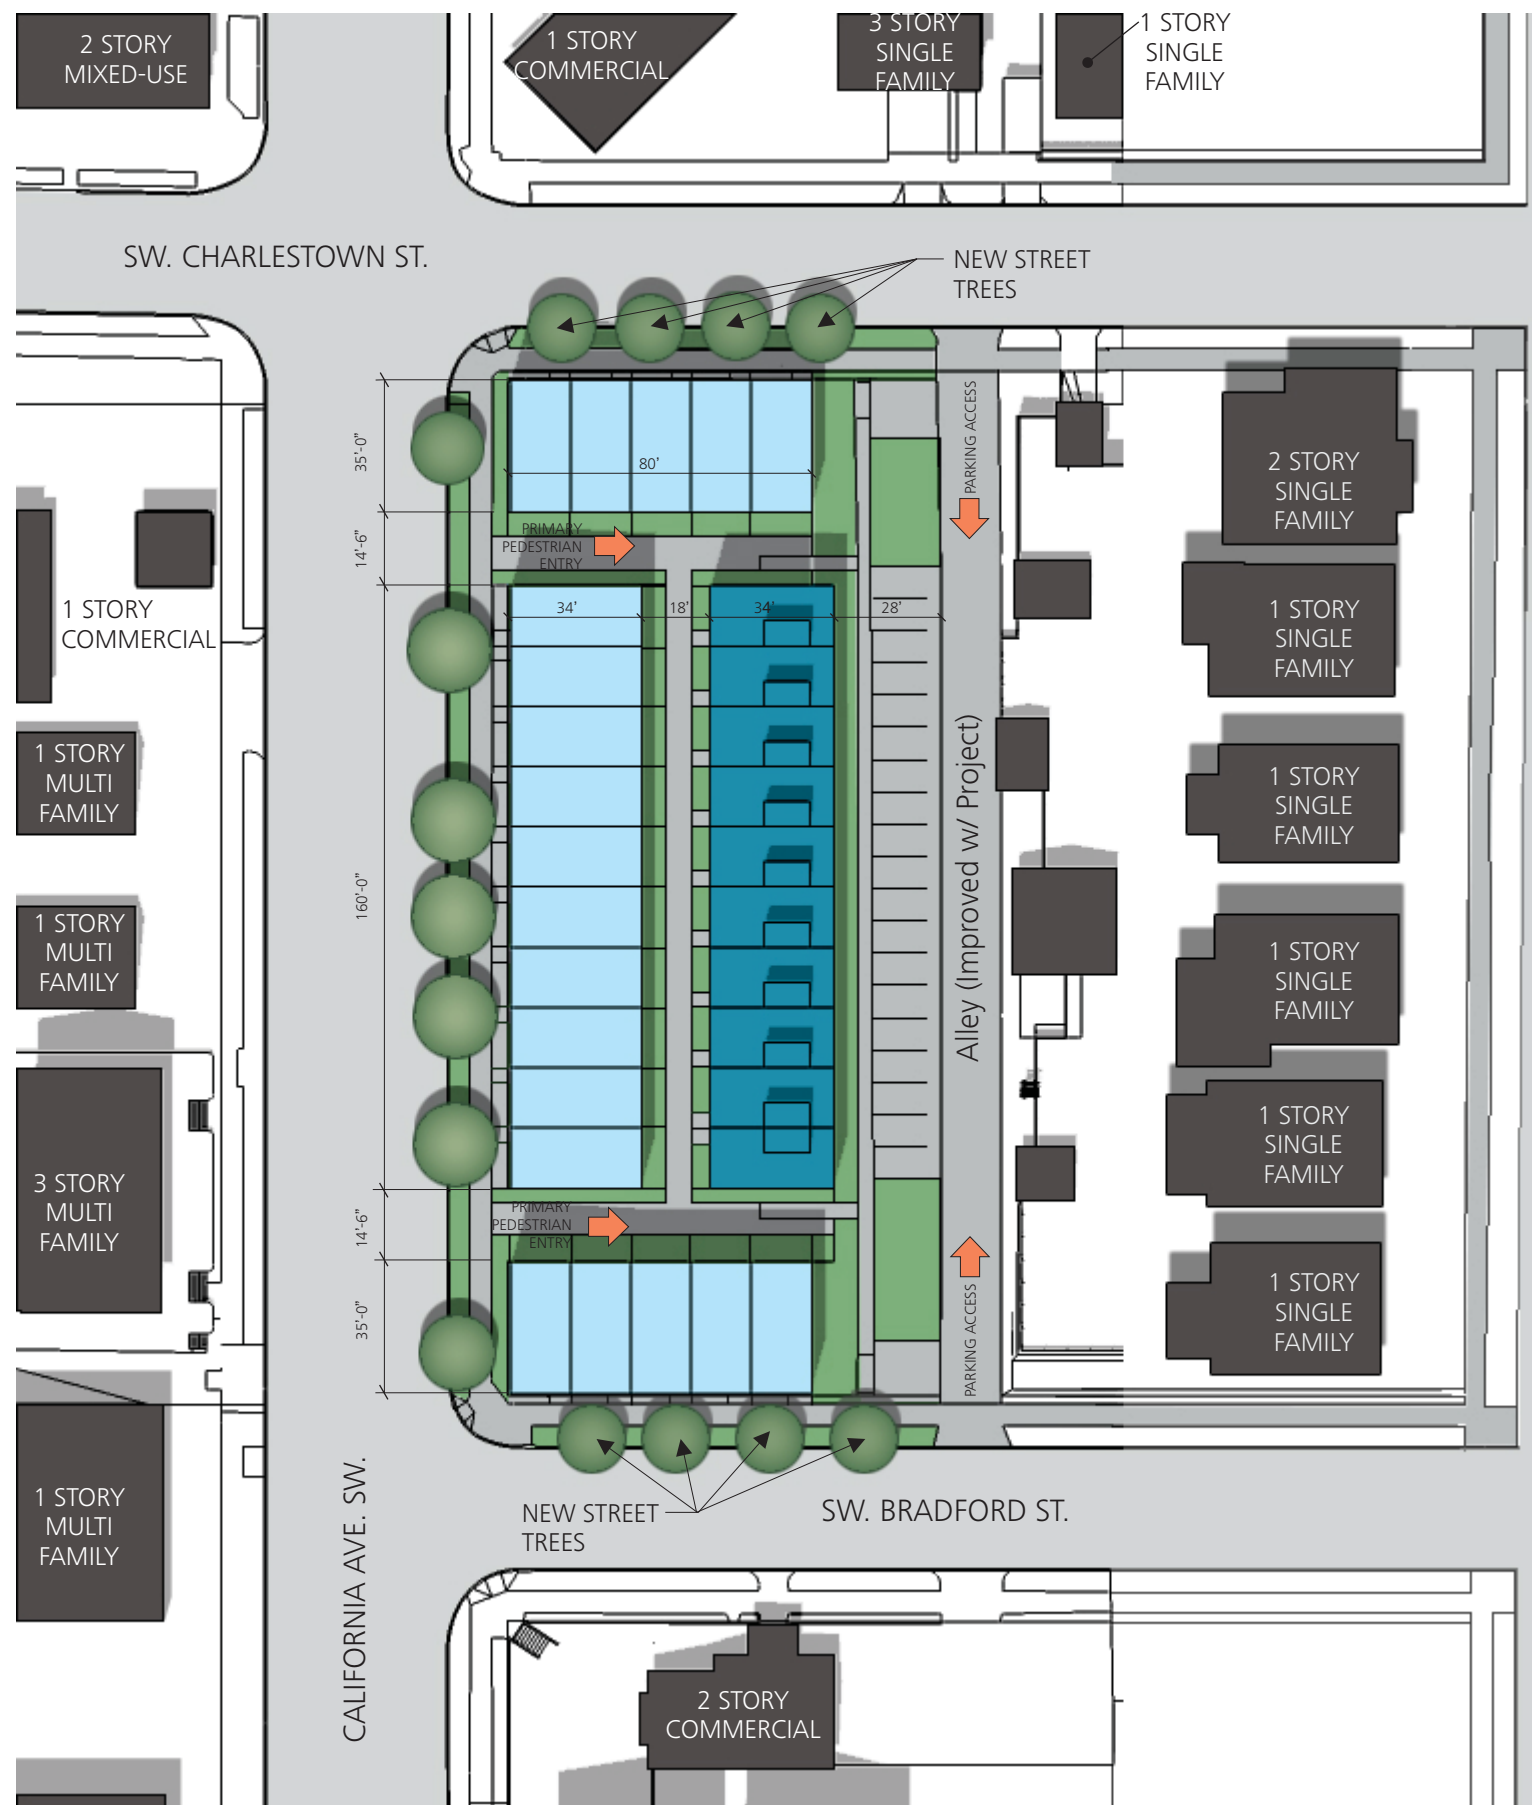 2 STORY
MIXED-USE
1 STORY
COMMERCIAL
3 STORY
SINGLE
FAMILY
1 STORY
SINGLE
FAMILY
SW. CHARLESTOWN ST.
NEW STREET
TREES
35'-0"
80'
PARKING ACCESS
2 STORY
SINGLE
FAMILY
14'-6"
PRIMARY
PEDESTRIAN
ENTRY
1 STORY
COMMERCIAL
34'
18'
34'
28'
1 STORY
SINGLE
FAMILY
1 STORY
MULTI
FAMILY
1 STORY
SINGLE
FAMILY
160'-0"
Alley (Improved w/ Project)
1 STORY
MULTI
FAMILY
1 STORY
SINGLE
FAMILY
3 STORY
MULTI
FAMILY
1 STORY
SINGLE
FAMILY
14'-6"
PRIMARY
PEDESTRIAN
ENTRY
35'-0"
PARKING ACCESS
1 STORY
SINGLE
FAMILY
1 STORY
MULTI
FAMILY
CALIFORNIA AVE. SW.
NEW STREET
TREES
SW. BRADFORD ST.
2 STORY
COMMERCIAL